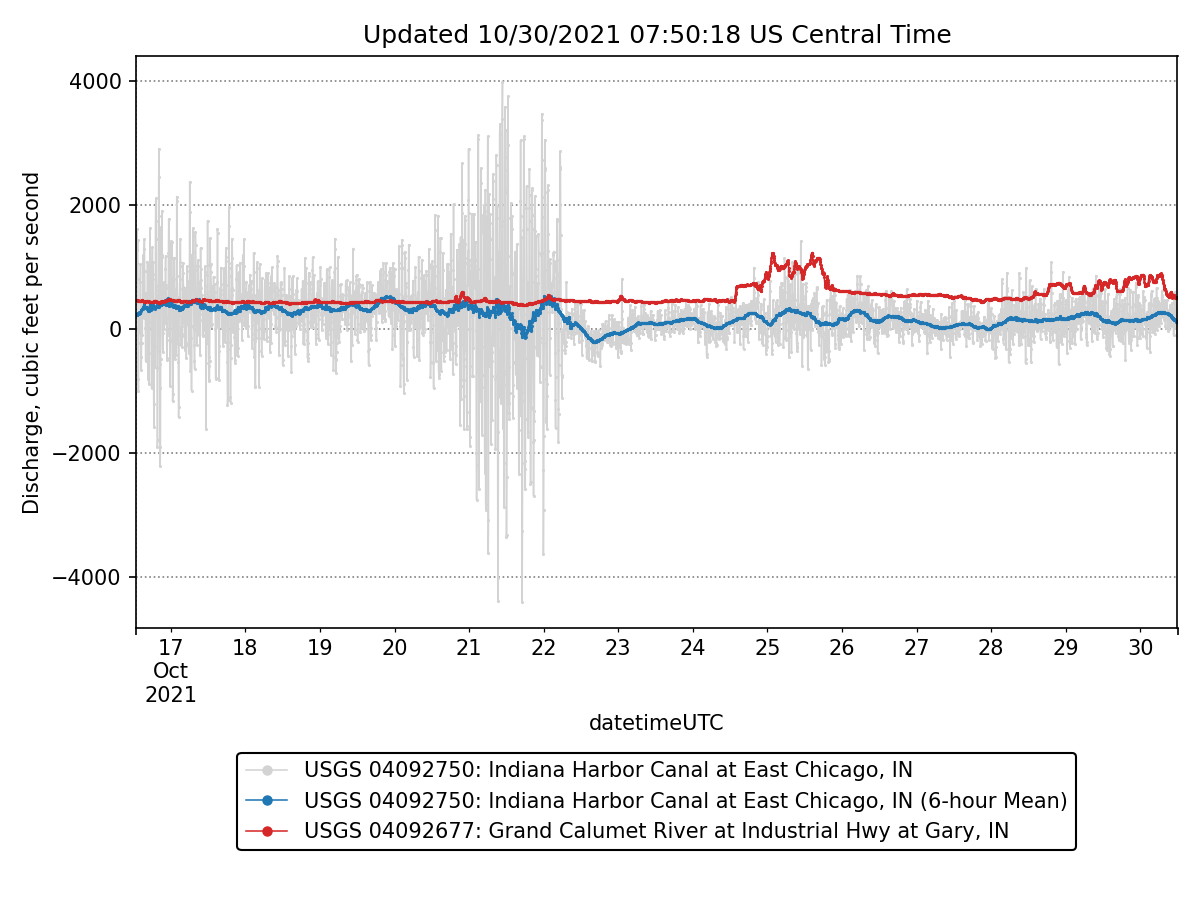 Updated 10/30/2021 07:50:18 US Central Time
Discharge, cubic feet per second
4000
2000
0
−2000
−4000
17 18 19 20 21 22 23 24 25 26 27 28 29 30
Oct
2021
datetimeUTC
USGS 04092750: Indiana Harbor Canal at East Chicago, IN
USGS 04092750: Indiana Harbor Canal at East Chicago, IN (6-hour Mean)
USGS 04092677: Grand Calumet River at Industrial Hwy at Gary, IN